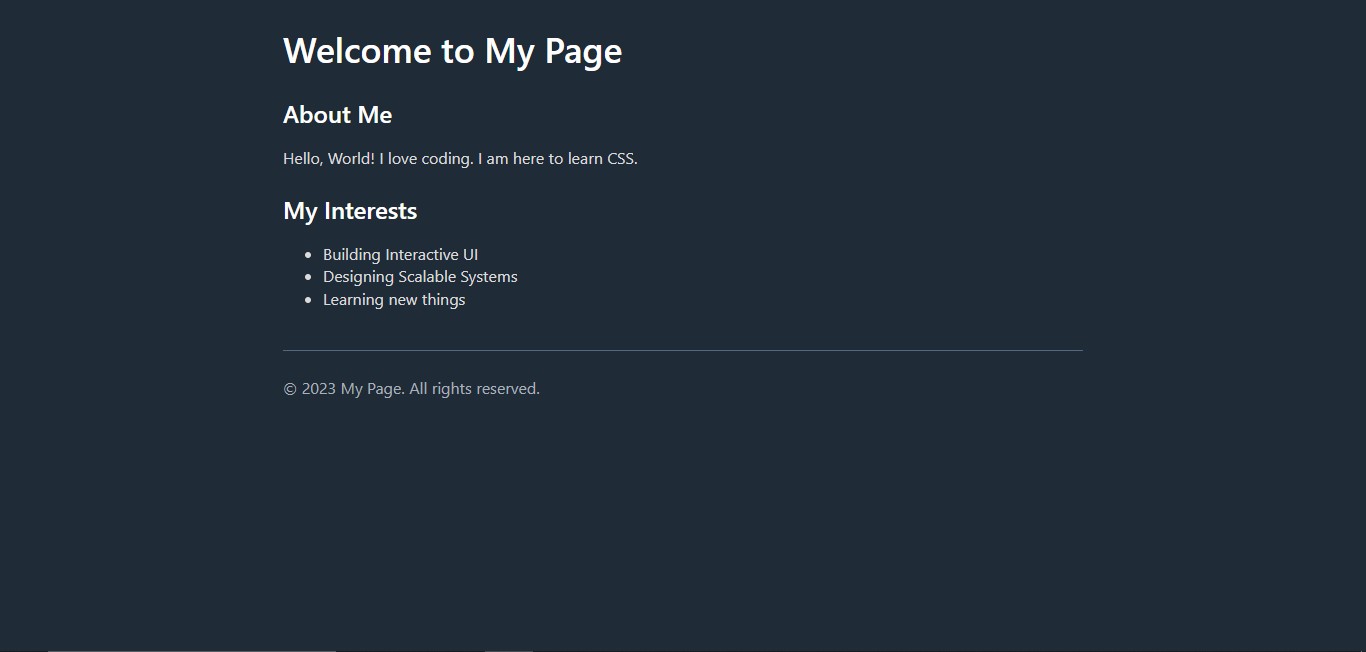 Welcome to My Page
About Me
Hello, World! I love coding. I am here to learn CSS.
My Interests
• Building Interactive UI
• Designing Scalable Systems
• Learning new things
© 2023 My Page. All rights reserved.